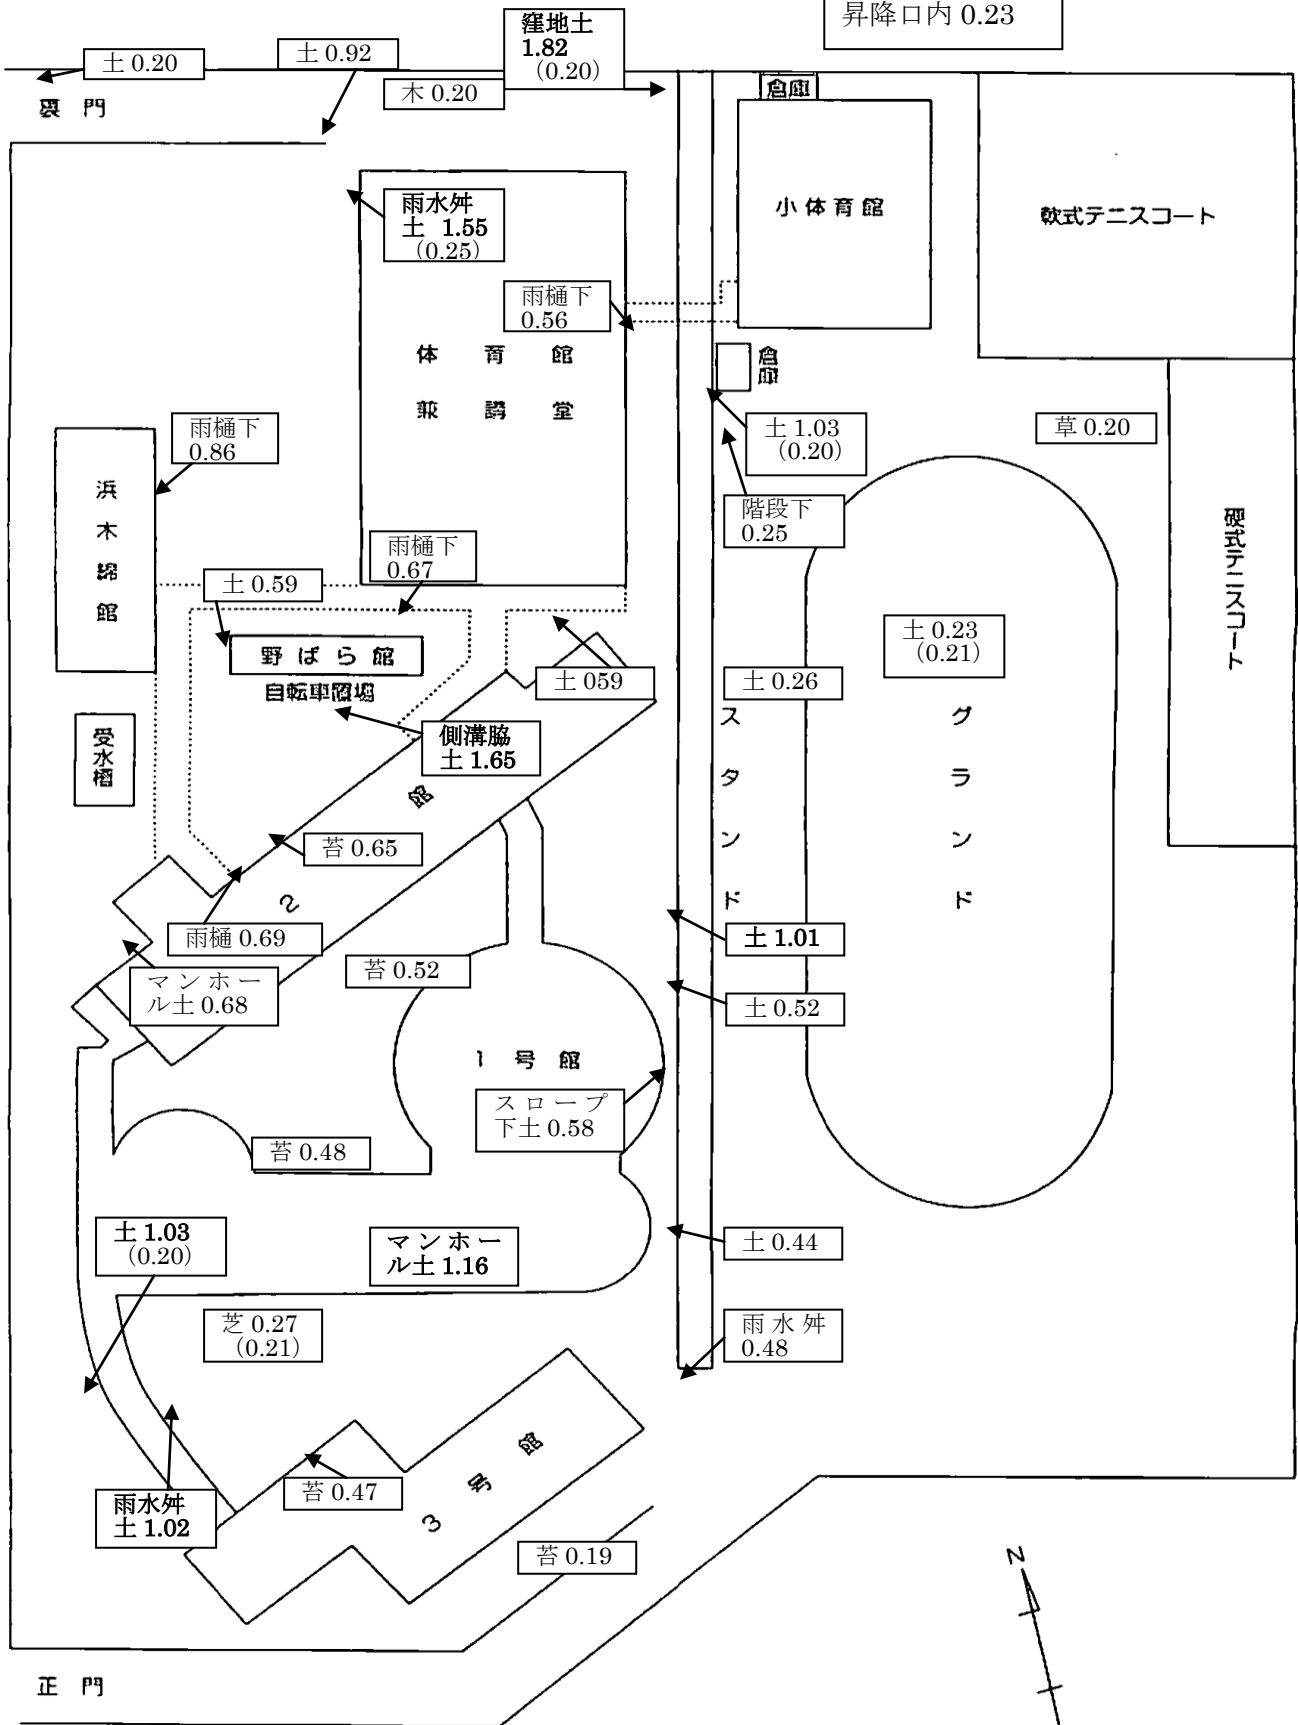 昇降口内 0.23
窪地土
1.82
（0.20）
土 0.92
土 0.20
木 0.20
裏門
倉庫
小体育館
軟式テニスコート
雨水舛
土 1.55
（0.25）
雨樋下
0.56
体育館
兼講堂
倉庫
土 1.03
（0.20）
草 0.20
雨樋下
0.86
浜木綿館
階段下
0.25
硬式テニスコート
雨樋下
0.67
土 0.59
野ばら館
自転車置場
土 059
土 0.23
（0.21）
土 0.26
スタンド
グランド
受水槽
側溝脇
土 1.65
2
館
苔 0.65
雨樋 0.69
土 1.01
マンホー
ル土 0.68
苔 0.52
土 0.52
1号館
スロープ
下土 0.58
苔 0.48
土 1.03
（0.20）
マンホー
ル土 1.16
土 0.44
芝 0.27
（0.21）
雨水舛
0.48
3号館
苔 0.47
雨水舛
土 1.02
苔 0.19
N
正門